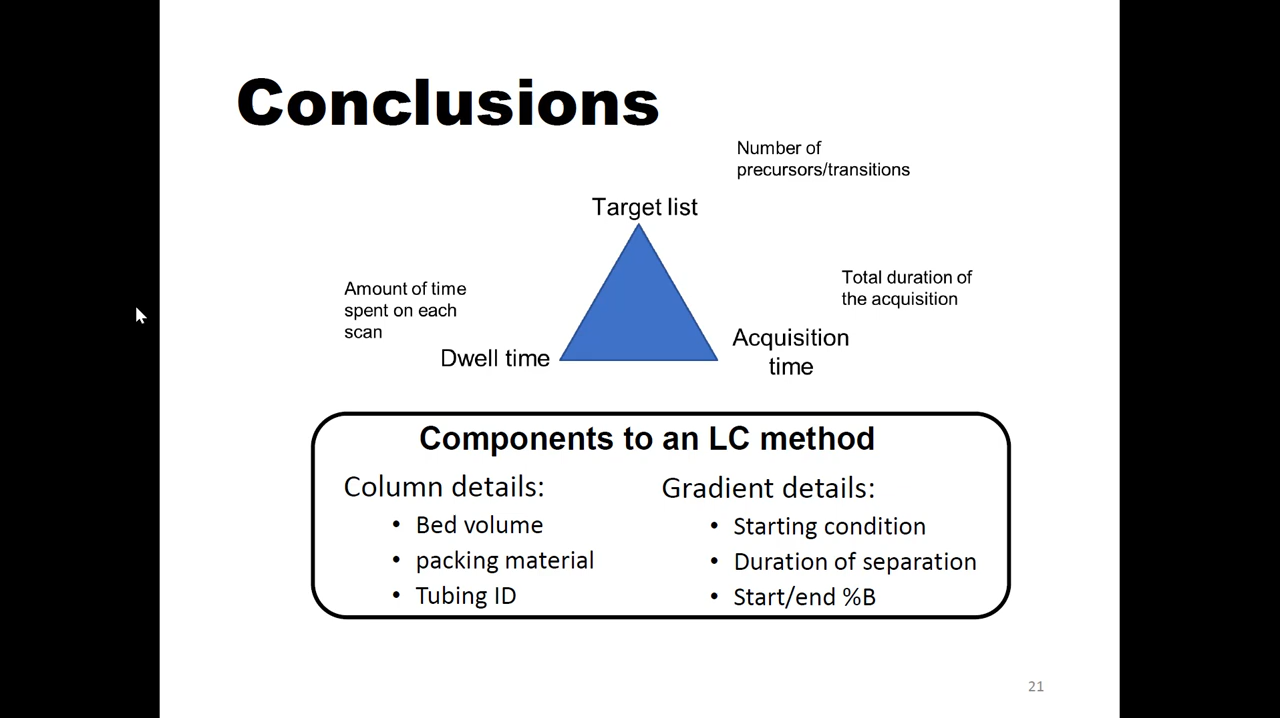 Conclusions
Number of
precursors/transitions
Target list
Amount of time
spent on each
scan
Total duration of
the acquisition
Dwell time
Acquisition
time
Components to an LC method
Column details:
• Bed volume
• packing material
• Tubing ID
Gradient details:
• Starting condition
• Duration of separation
• Start/end %B
21